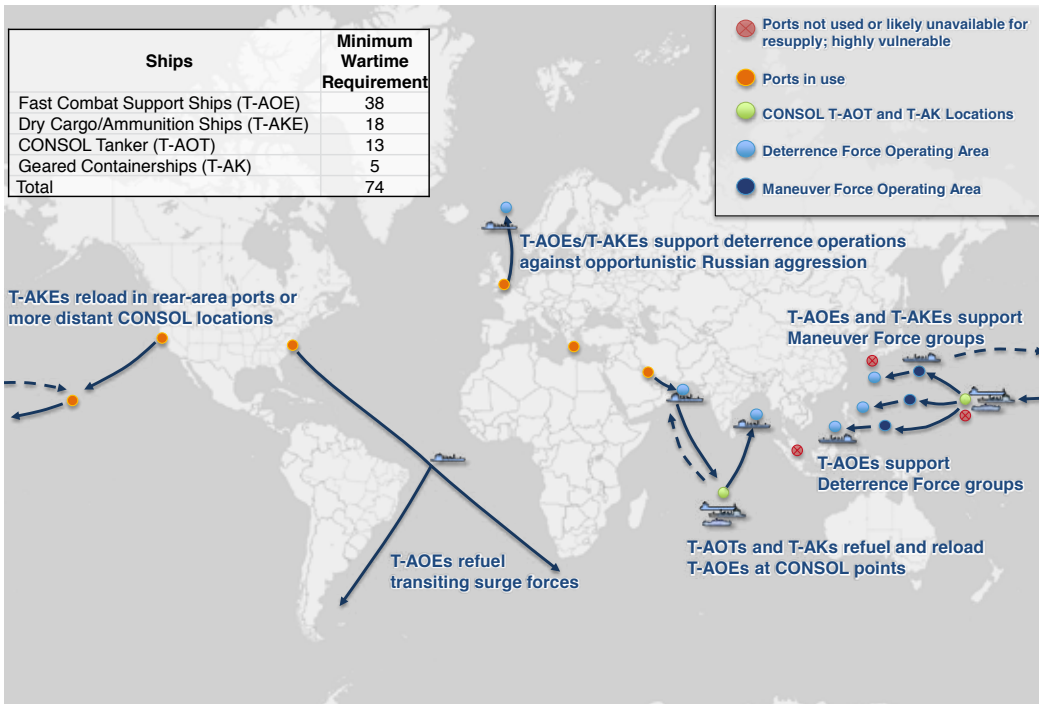 Ships
Minimum
Wartime
Requirement
Fast Combat Support Ships (T-AOE) 38
Dry Cargo/Ammunition Ships (T-AKE) 18
CONSOL Tanker (T-AOT) 13
Geared Containerships (T-AK) 5
Total 74
Ports not used or likely unavailable for
resupply; highly vulnerable
Ports in use
CONSOL T-AOT and T-AK Locations
Deterrence Force Operating Area
Maneuver Force Operating Area
T-AOEs/T-AKEs support deterrence operations
against opportunistic Russian aggression
T-AKEs reload in rear-area ports or
more distant CONSOL locations
T-AOEs and T-AKEs support
Maneuver Force groups
T-AOEs support
Deterrence Force groups
T-AOTs and T-AKs refuel and reload
T-AOEs at CONSOL points
T-AOEs refuel
transiting surge forces